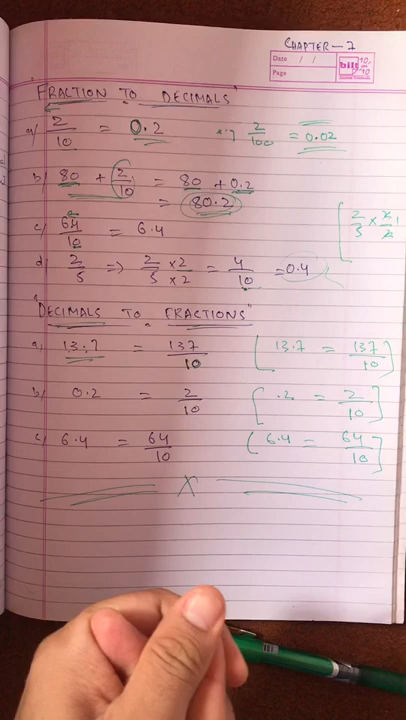 CHAPTER-7
Date / /
Page
bilt
"FRACTION TO DECIMALS"
a) 2/10 = 0.2 2/100 = 0.02
b) 80 + 2/10 = 80 + 0.2
= 80.2
c) 64/10 = 6.4
d) 2/5 => 2/5 ×2/×2 = 4/10 = 0.4
"DECIMALS TO FRACTIONS"
a) 13.7 = 137/10 [13.7 = 137/10]
b) 0.2 = 2/10 [.2 = 2/10]
c) 6.4 = 64/10 [6.4 = 64/10]
X